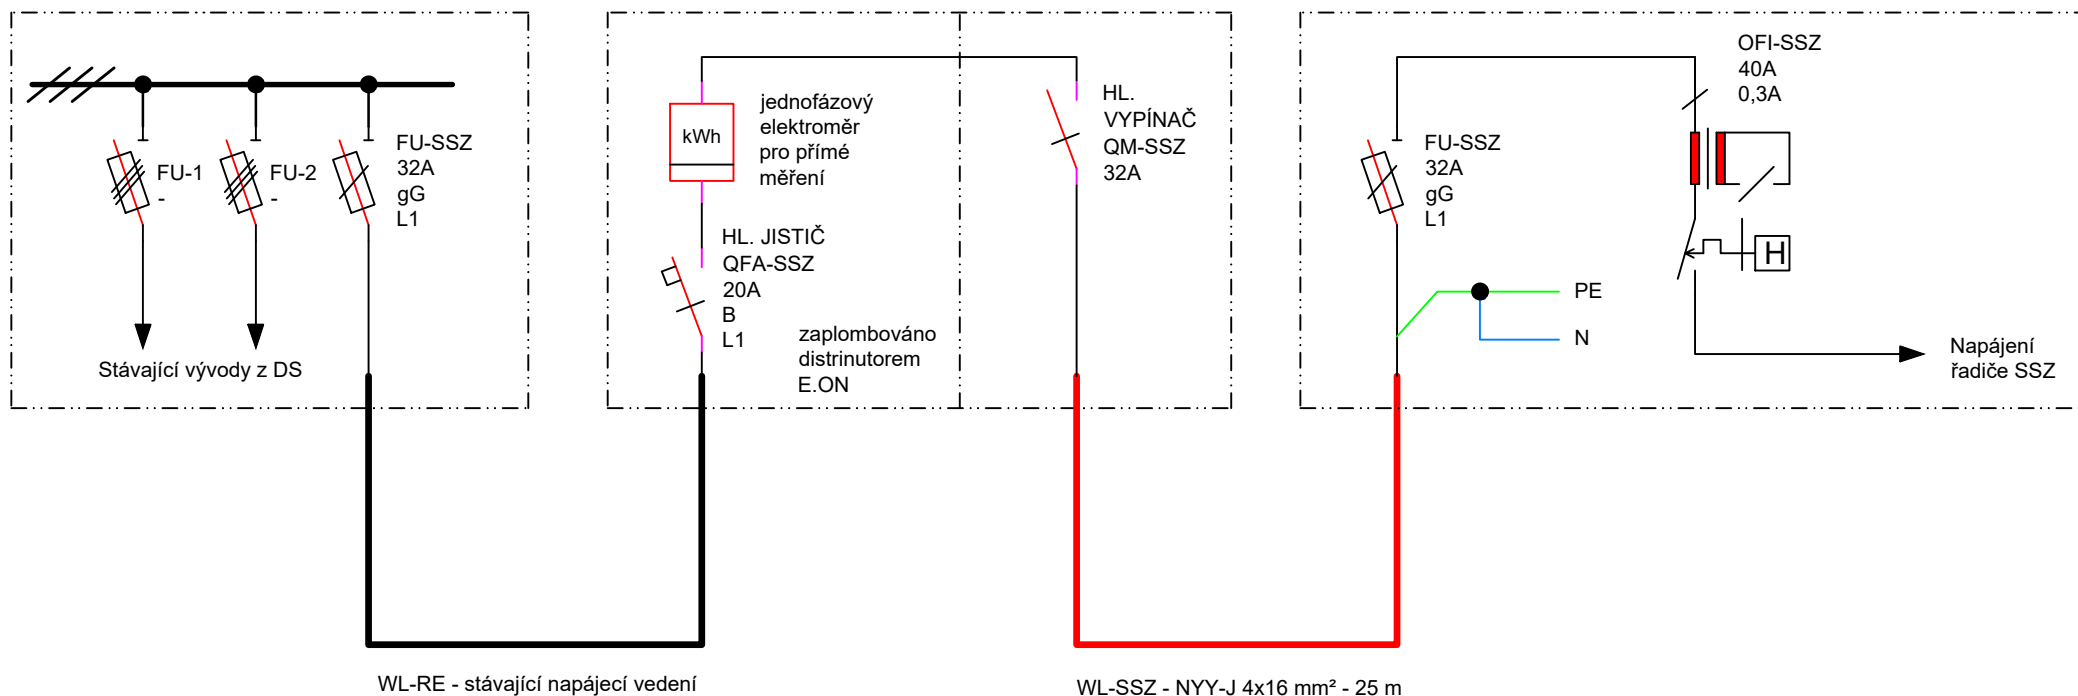 FU-1
-
FU-2
-
FU-SSZ
32A
gG
L1
Stávající vývody z DS
kWh
jednofázový
elektroměr
pro přímé
měření
HL. JISTIČ
QFA-SSZ
20A
B
L1
zaplombováno
distrinutorem
E.ON
HL.
VYPÍNAČ
QM-SSZ
32A
FU-SSZ
32A
gG
L1
OFI-SSZ
40A
0,3A
H
PE
N
Napájení
řadiče SSZ
WL-RE - stávající napájecí vedení
WL-SSZ - NYY-J 4x16 mm² - 25 m